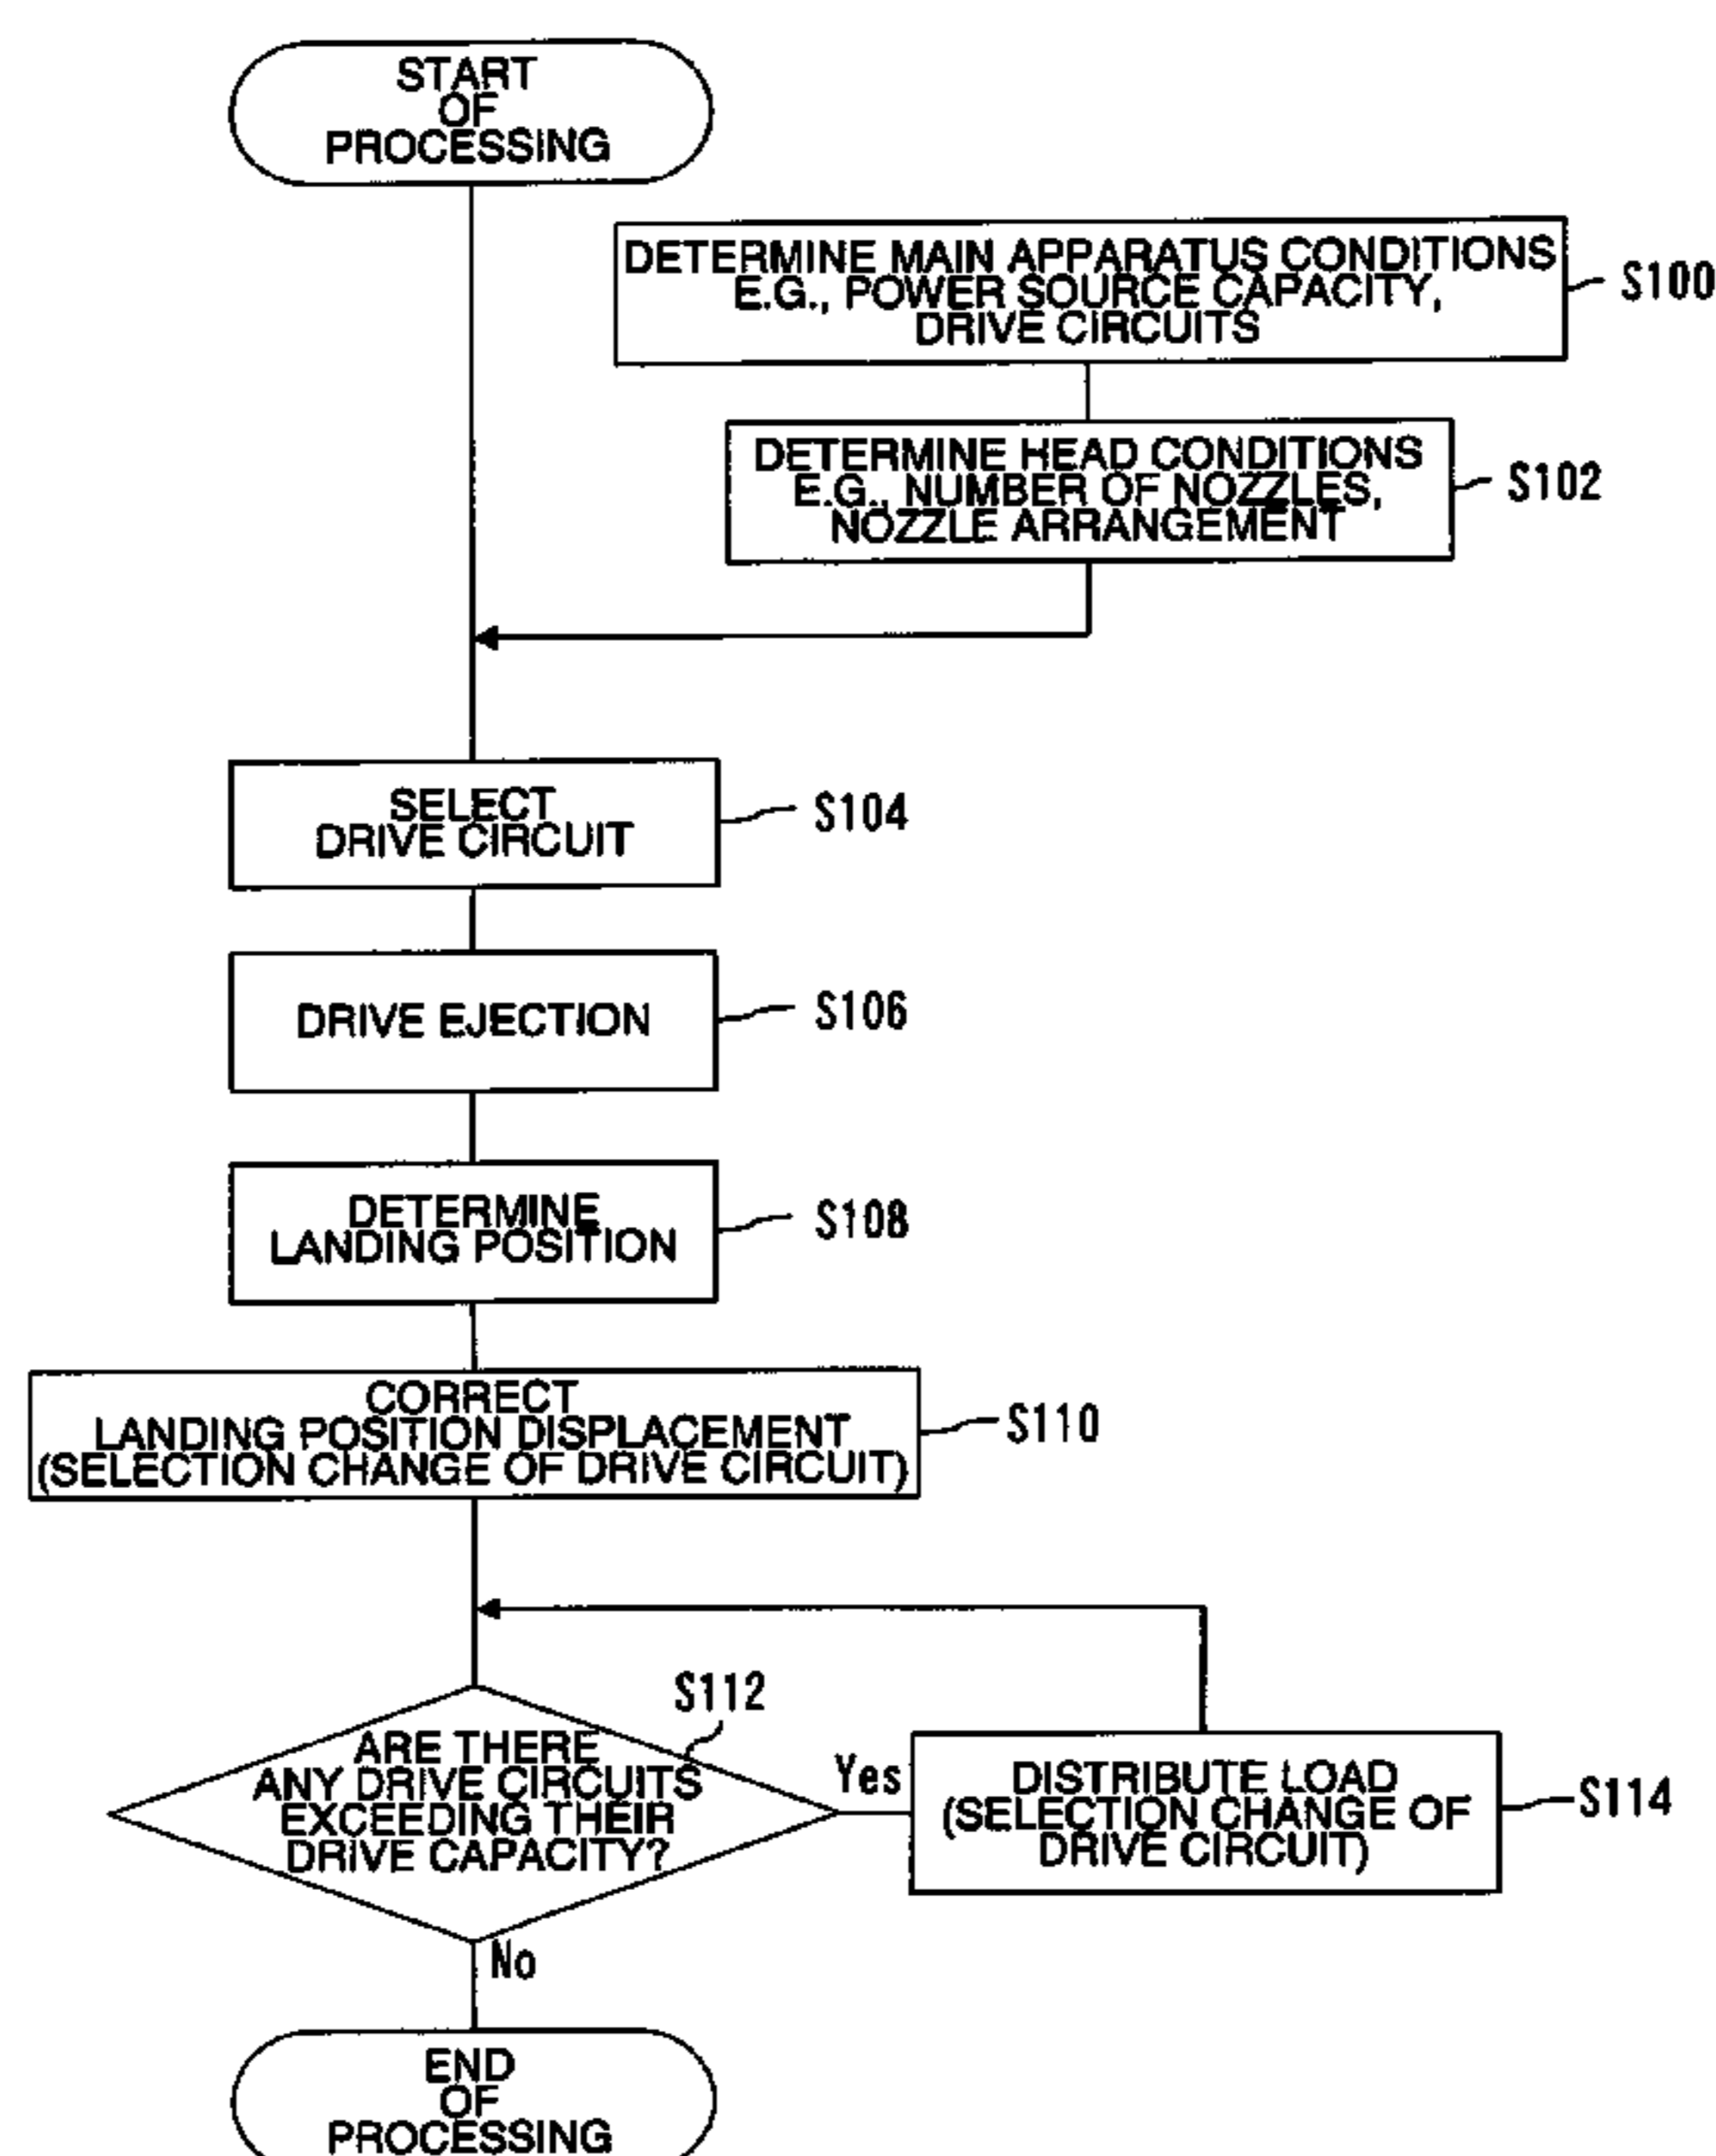 START
OF
PROCESSING
DETERMINE MAIN APPARATUS CONDITIONS
E.G., POWER SOURCE CAPACITY,
DRIVE CIRCUITS
S100
DETERMINE HEAD CONDITIONS
E.G., NUMBER OF NOZZLES,
NOZZLE ARRANGEMENT
S102
SELECT
DRIVE CIRCUIT
S104
DRIVE EJECTION
S106
DETERMINE
LANDING POSITION
S108
CORRECT
LANDING POSITION DISPLACEMENT
(SELECTION CHANGE OF DRIVE CIRCUIT)
S110
S112
ARE THERE
ANY DRIVE CIRCUITS
EXCEEDING THEIR
DRIVE CAPACITY?
Yes
DISTRIBUTE LOAD
(SELECTION CHANGE OF
DRIVE CIRCUIT)
S114
No
END
OF
PROCESSING